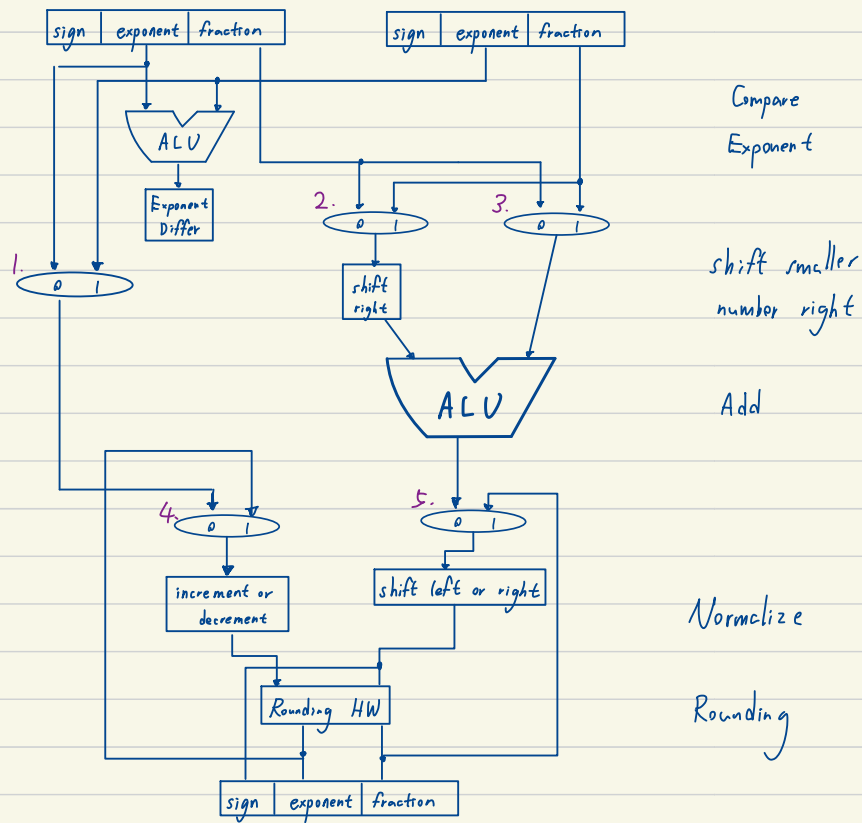 sign exponent fraction
sign exponent fraction
Compare
Exponent
ALU
Exponent
Differ
2.
0 1
3.
0 1
1.
0 1
shift smaller
number right
shift
right
ALU
Add
4.
0 1
5.
0 1
increment or
decrement
shift left or right
Normalize
Rounding HW
Rounding
sign exponent fraction